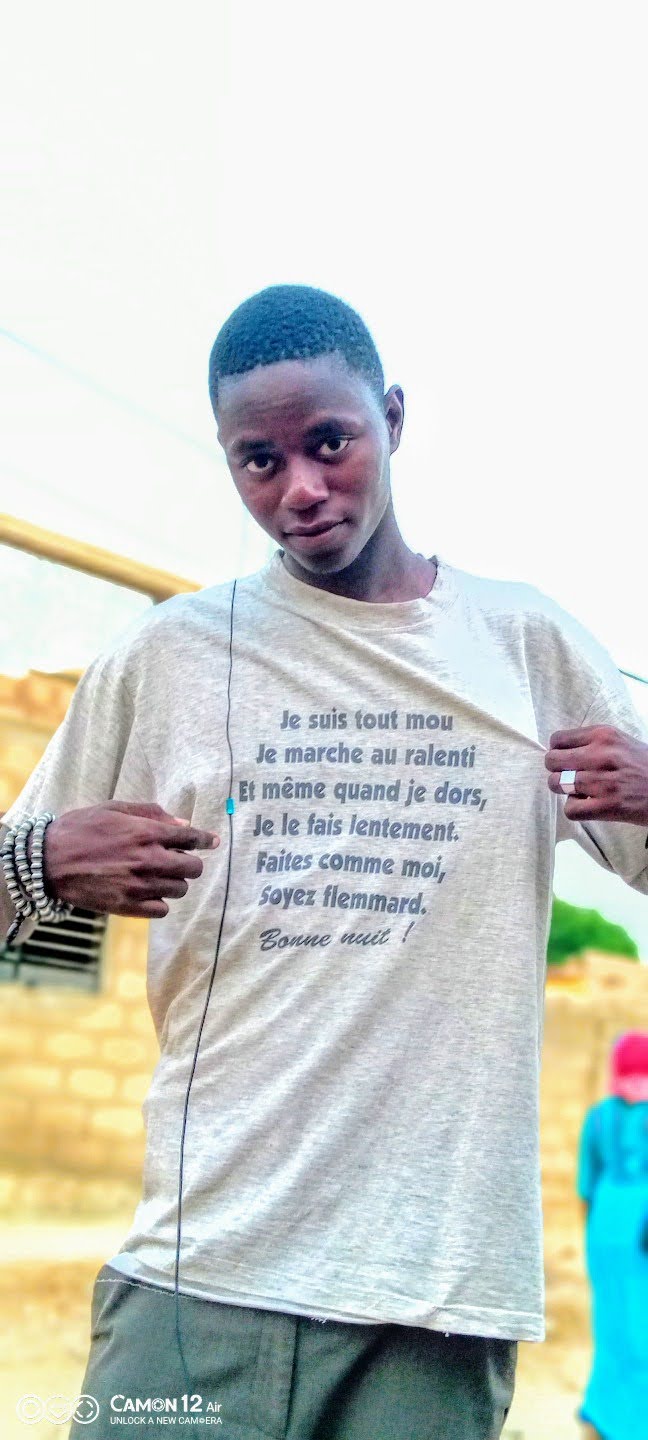 Je suis tout mou
Je marche au ralenti
Et même quand je dors,
Je le fais lentement.
Faites comme moi,
Soyez flemmard.
Bonne nuit !
CAMON 12 Air
UNLOCK A NEW CAMERA